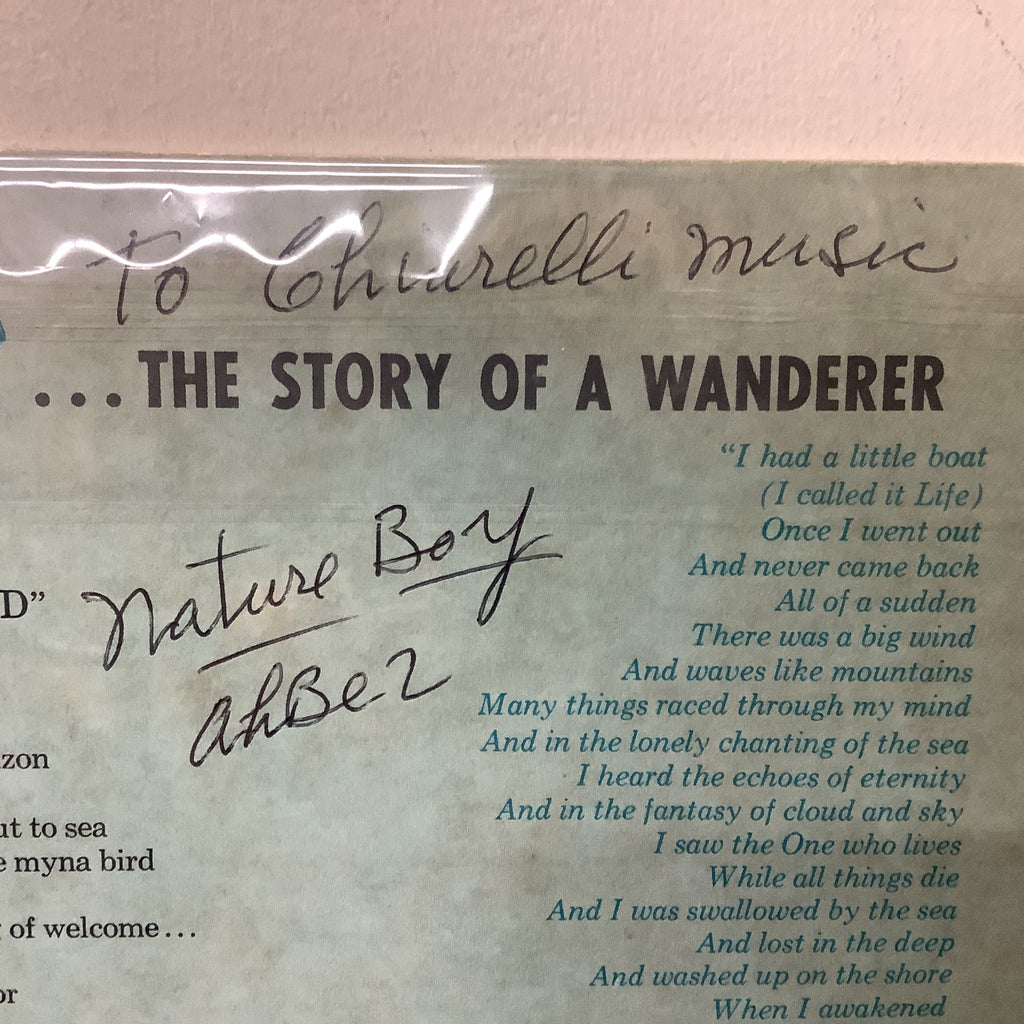 To Chiarelli music
...THE STORY OF A WANDERER
"I had a little boat
(I called it Life)
Once I went out
And never came back
All of a sudden
There was a big wind
And waves like mountains
Many things raced through my mind
And in the lonely chanting of the sea
I heard the echoes of eternity
And in the fantasy of cloud and sky
I saw the One who lives
While all things die
And I was swallowed by the sea
And lost in the deep
And washed up on the shore
When I awakened
Nature Boy
ahBe2
D"
zon
ut to sea
e myna bird
of welcome...
or